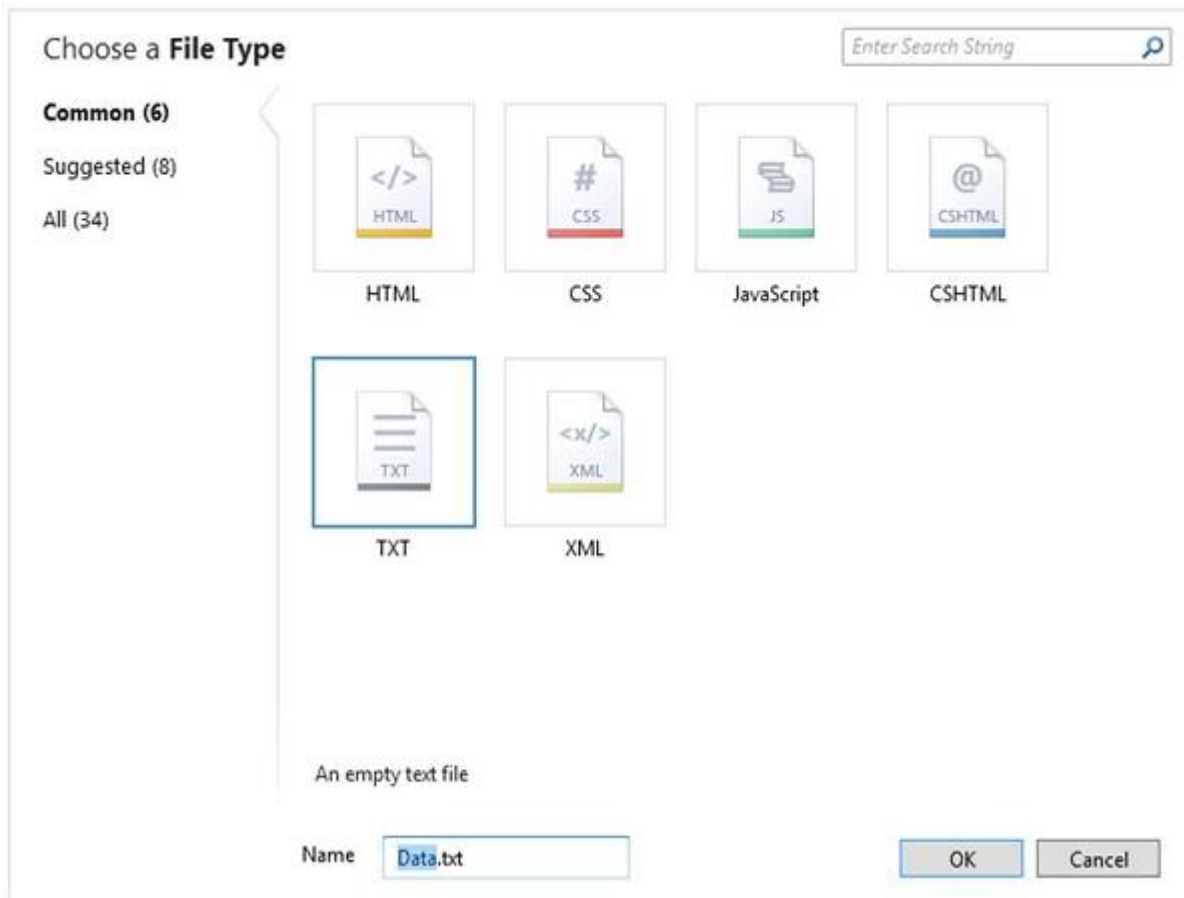 Choose a File Type
Enter Search String
Common (6)
Suggested (8)
All (34)
</> # @
HTML CSS JS CSHTML
HTML CSS JavaScript CSHTML
<x/>
TXT XML
TXT XML
An empty text file
Name Data.txt OK Cancel